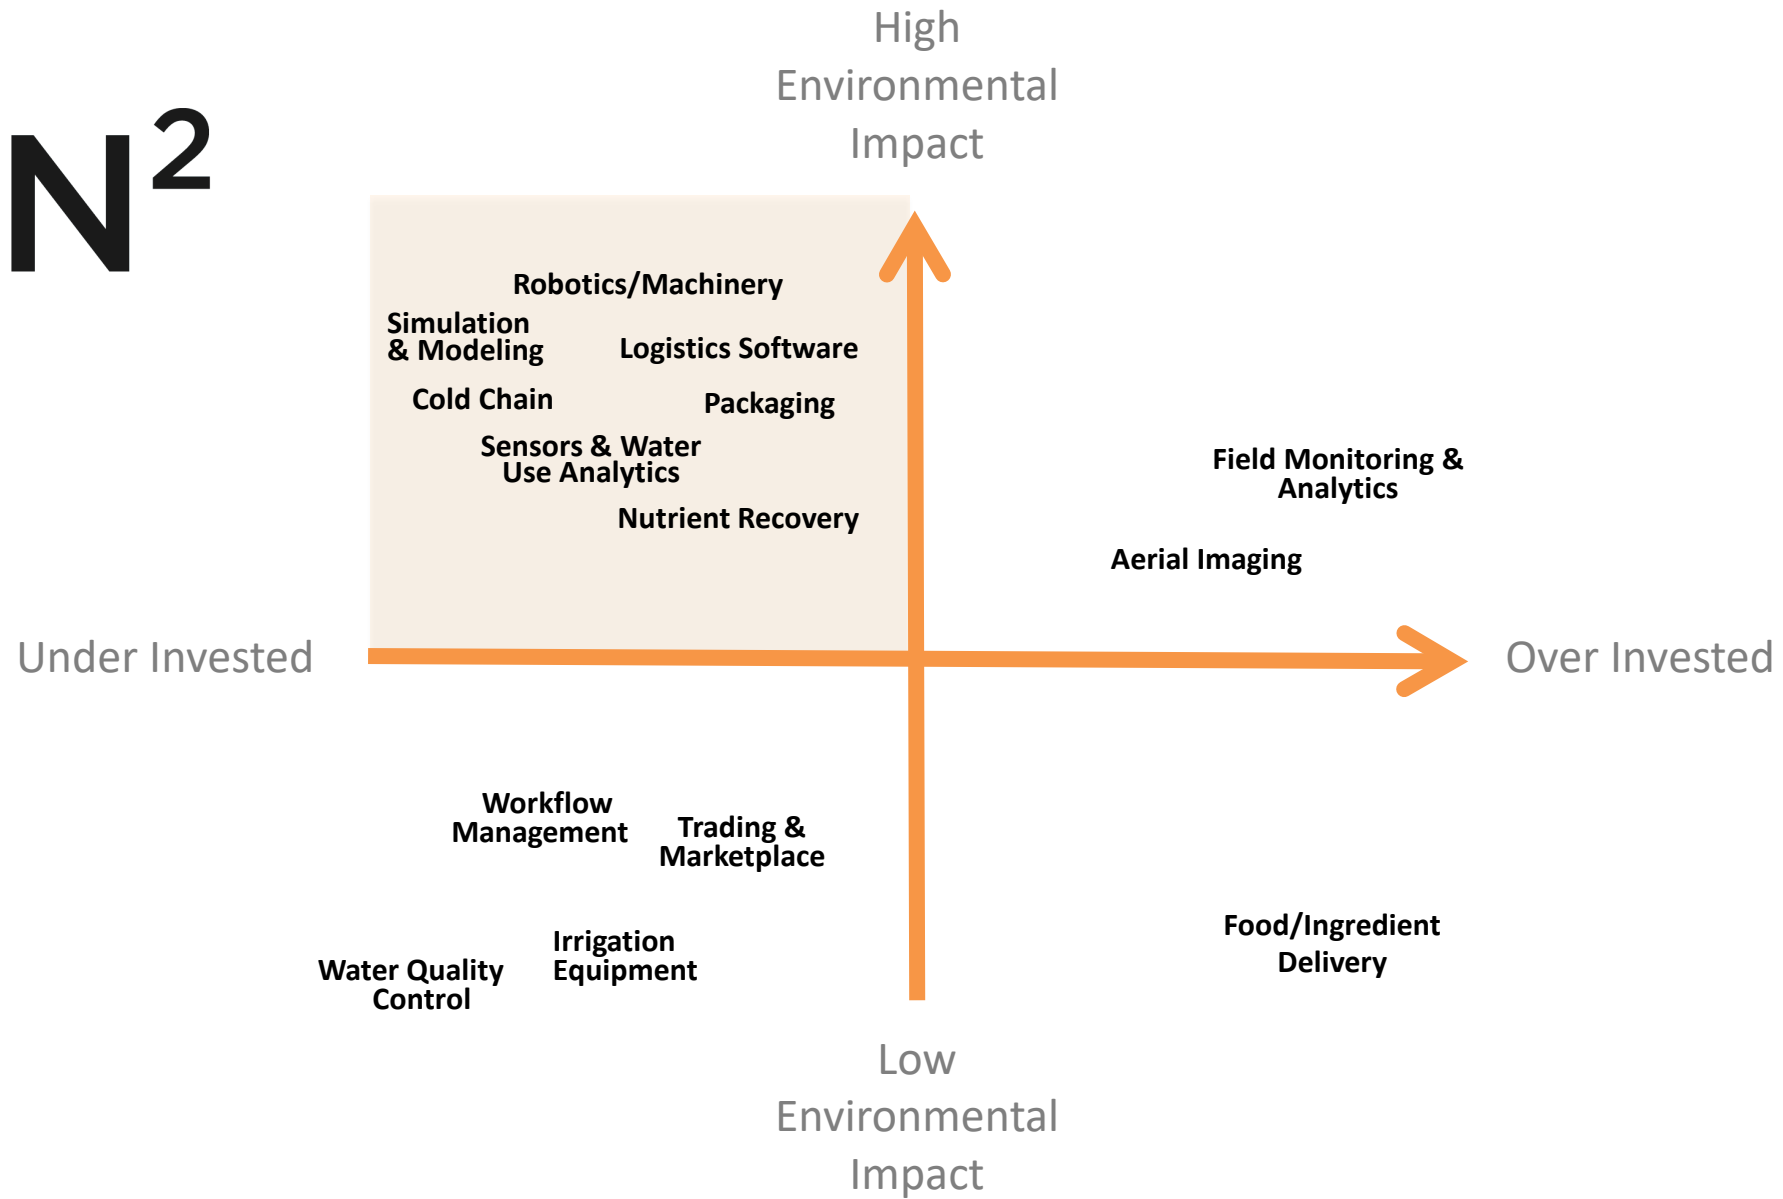 High
Environmental
Impact
N²
Robotics/Machinery
Simulation
& Modeling
Logistics Software
Cold Chain
Packaging
Sensors & Water
Use Analytics
Nutrient Recovery
Field Monitoring &
Analytics
Aerial Imaging
Under Invested
Over Invested
Workflow
Management
Trading &
Marketplace
Irrigation
Equipment
Water Quality
Control
Food/Ingredient
Delivery
Low
Environmental
Impact